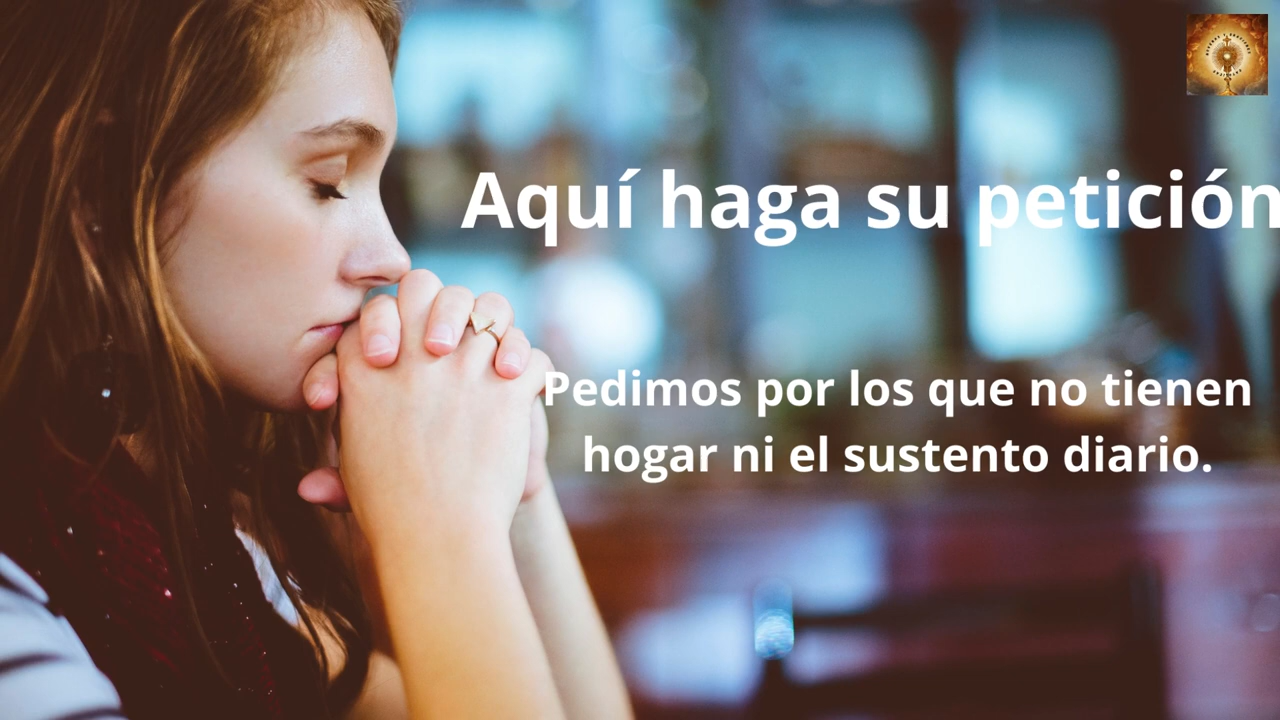 Aquí haga su petición
Pedimos por los que no tienen
hogar ni el sustento diario.